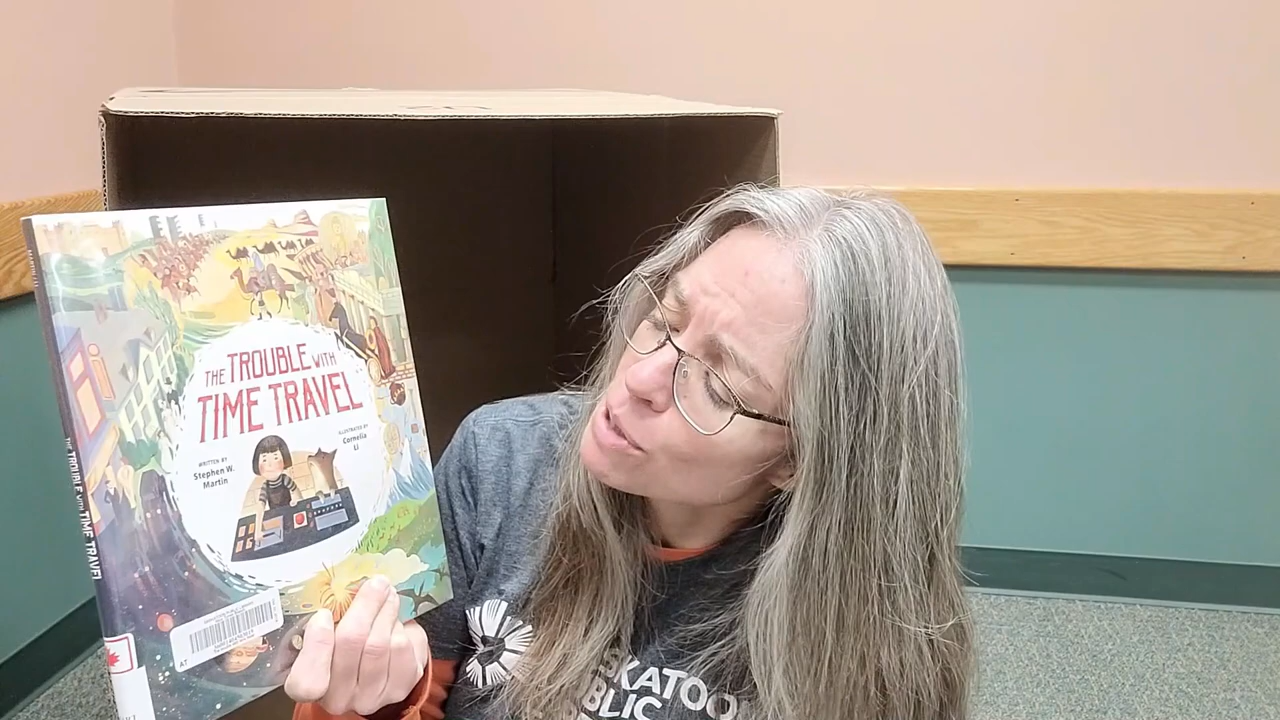 THE TROUBLE WITH
TIME TRAVEL
WRITTEN BY
Stephen W.
Martin
ILLUSTRATED BY
Cornelia
Li
THE TROUBLE WITH TIME TRAVEL
AT
SKATOO
BLIC